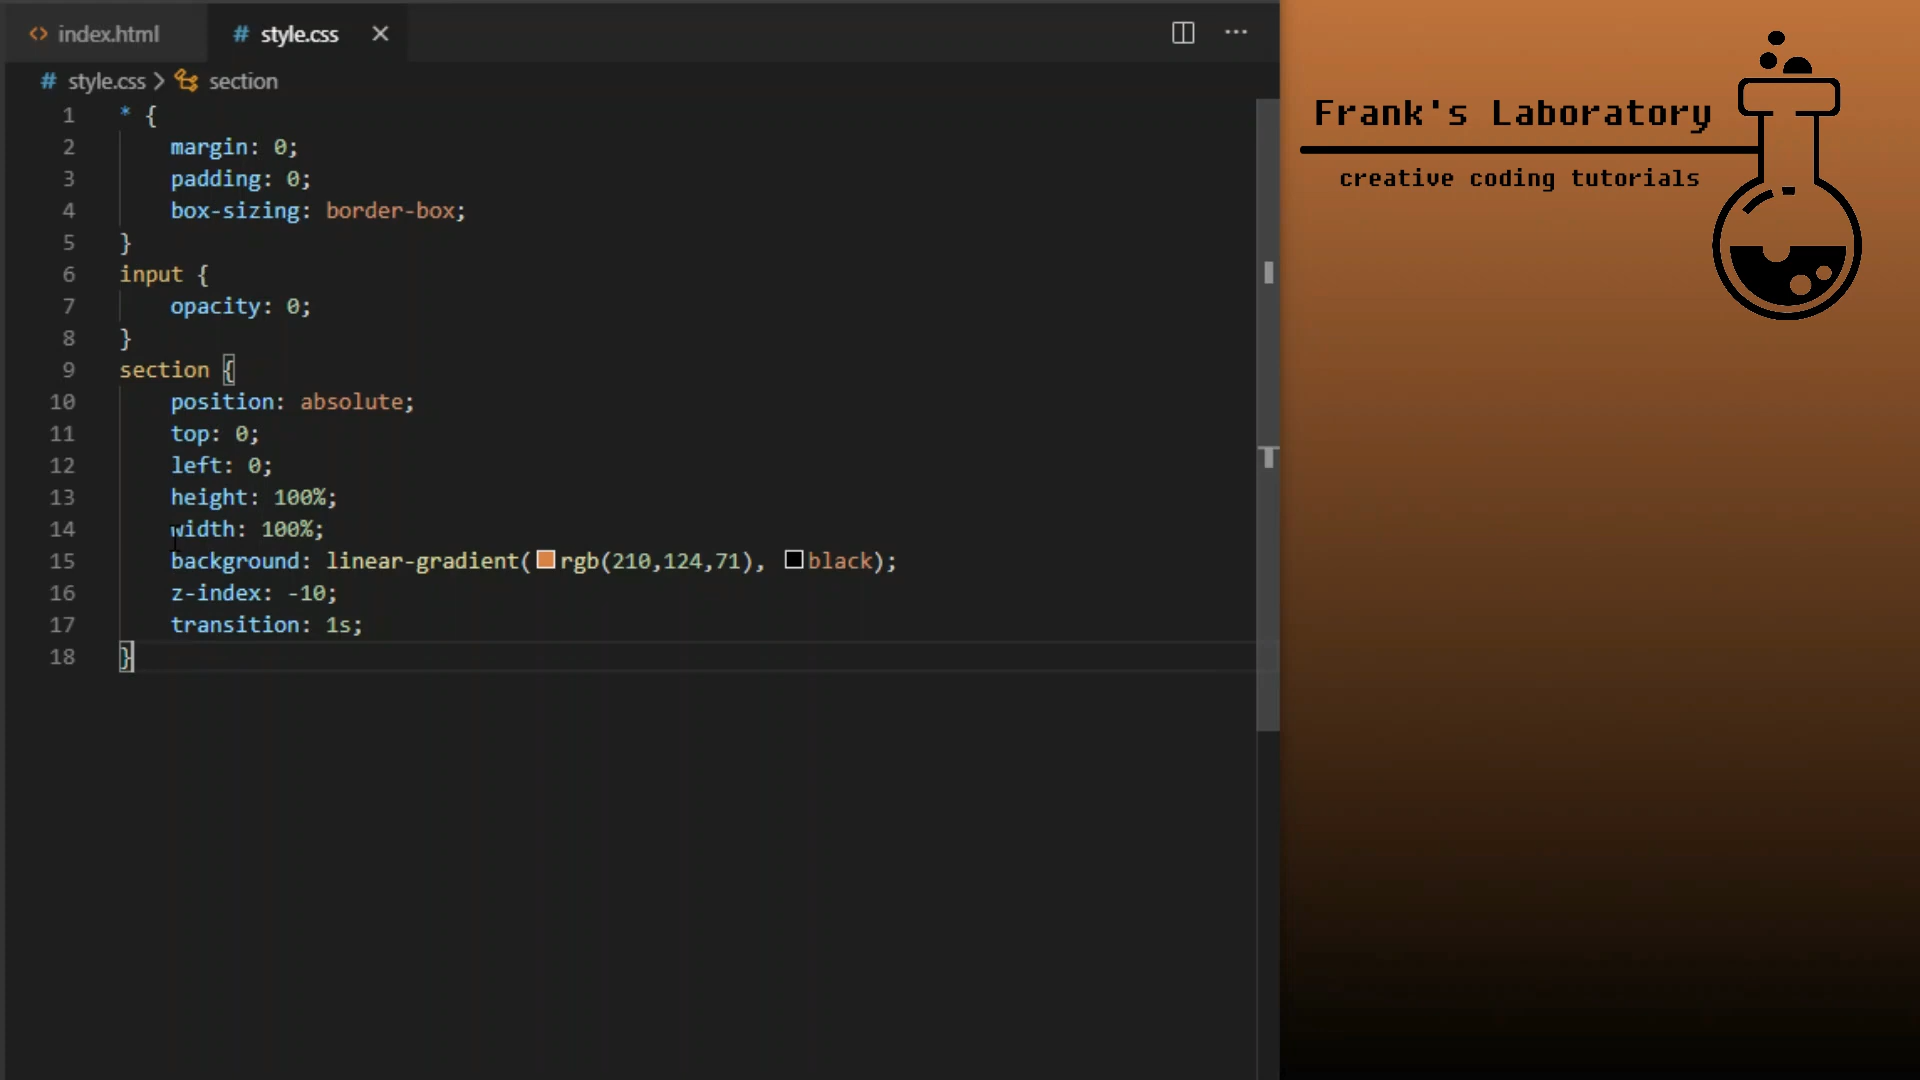 <> index.html # style.css × ...
# style.css > section
1 * {
2 margin: 0;
3 padding: 0;
4 box-sizing: border-box;
5 }
6 input {
7 opacity: 0;
8 }
9 section {
10 position: absolute;
11 top: 0;
12 left: 0;
13 height: 100%;
14 width: 100%;
15 background: linear-gradient(rgb(210,124,71), black);
16 z-index: -10;
17 transition: 1s;
18 }
Frank's Laboratory
creative coding tutorials